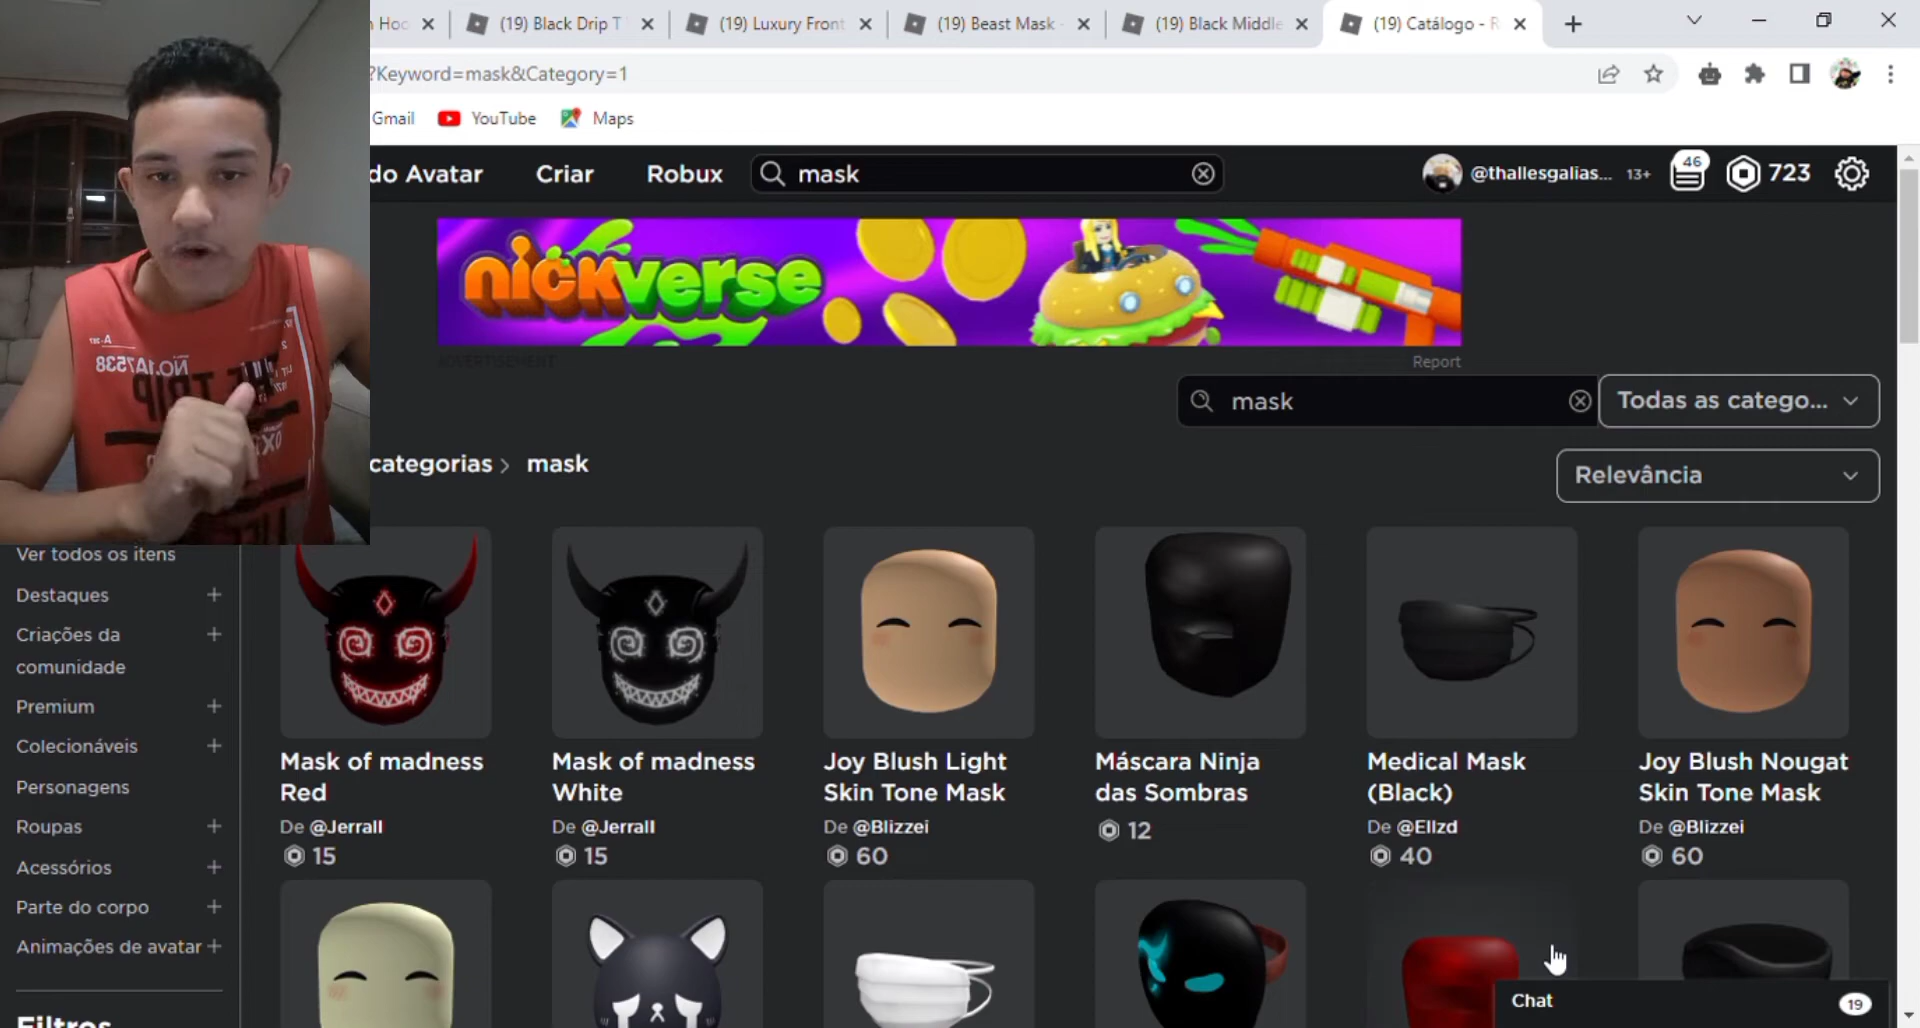 Hoo
(19) Black Drip T
(19) Luxury Front
(19) Beast Mask -
(19) Black Middle
(19) Catálogo - R
?Keyword=mask&Category=1
Gmail
YouTube
Maps
do Avatar
Criar
Robux
mask
@thallesgalias...
13+
46
723
nickverse
ADVERTISEMENT
Report
mask
Todas as catego...
categorias > mask
Relevância
NO.1A7538
Ver todos os itens
Destaques +
Criações da +
comunidade
Premium +
Colecionáveis +
Personagens
Roupas +
Acessórios +
Parte do corpo +
Animações de avatar +
Filtros
Mask of madness
Red
De @Jerrall
15
Mask of madness
White
De @Jerrall
15
Joy Blush Light
Skin Tone Mask
De @Blizzei
60
Máscara Ninja
das Sombras
12
Medical Mask
(Black)
De @Ellzd
40
Joy Blush Nougat
Skin Tone Mask
De @Blizzei
60
Chat
19